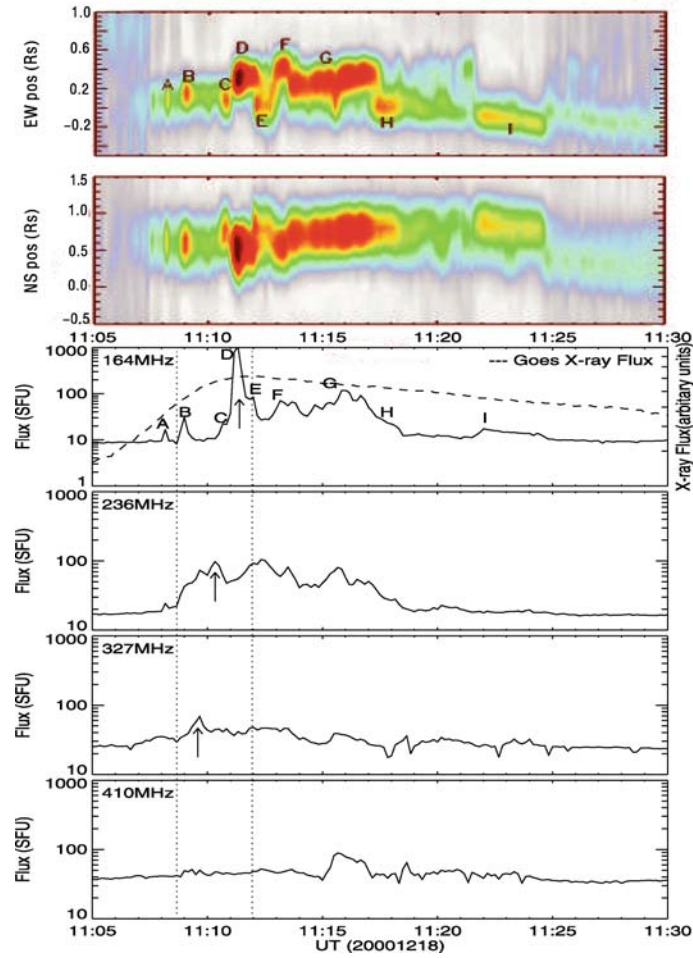 1.0
0.6
0.2
-0.2
EW pos (Rs)
A B C D E F G H I
1.5
1.0
0.5
0.0
-0.5
NS pos (Rs)
11:05 11:10 11:15 11:20 11:25 11:30
1000
100
10
1
Flux (SFU)
164MHz
--- Goes X-ray Flux
X-ray Flux(arbitary units)
A B C D E F G H I
1000
100
10
Flux (SFU)
236MHz
1000
100
10
Flux (SFU)
327MHz
1000
100
10
Flux (SFU)
410MHz
11:05 11:10 11:15 11:20 11:25 11:30
UT (20001218)